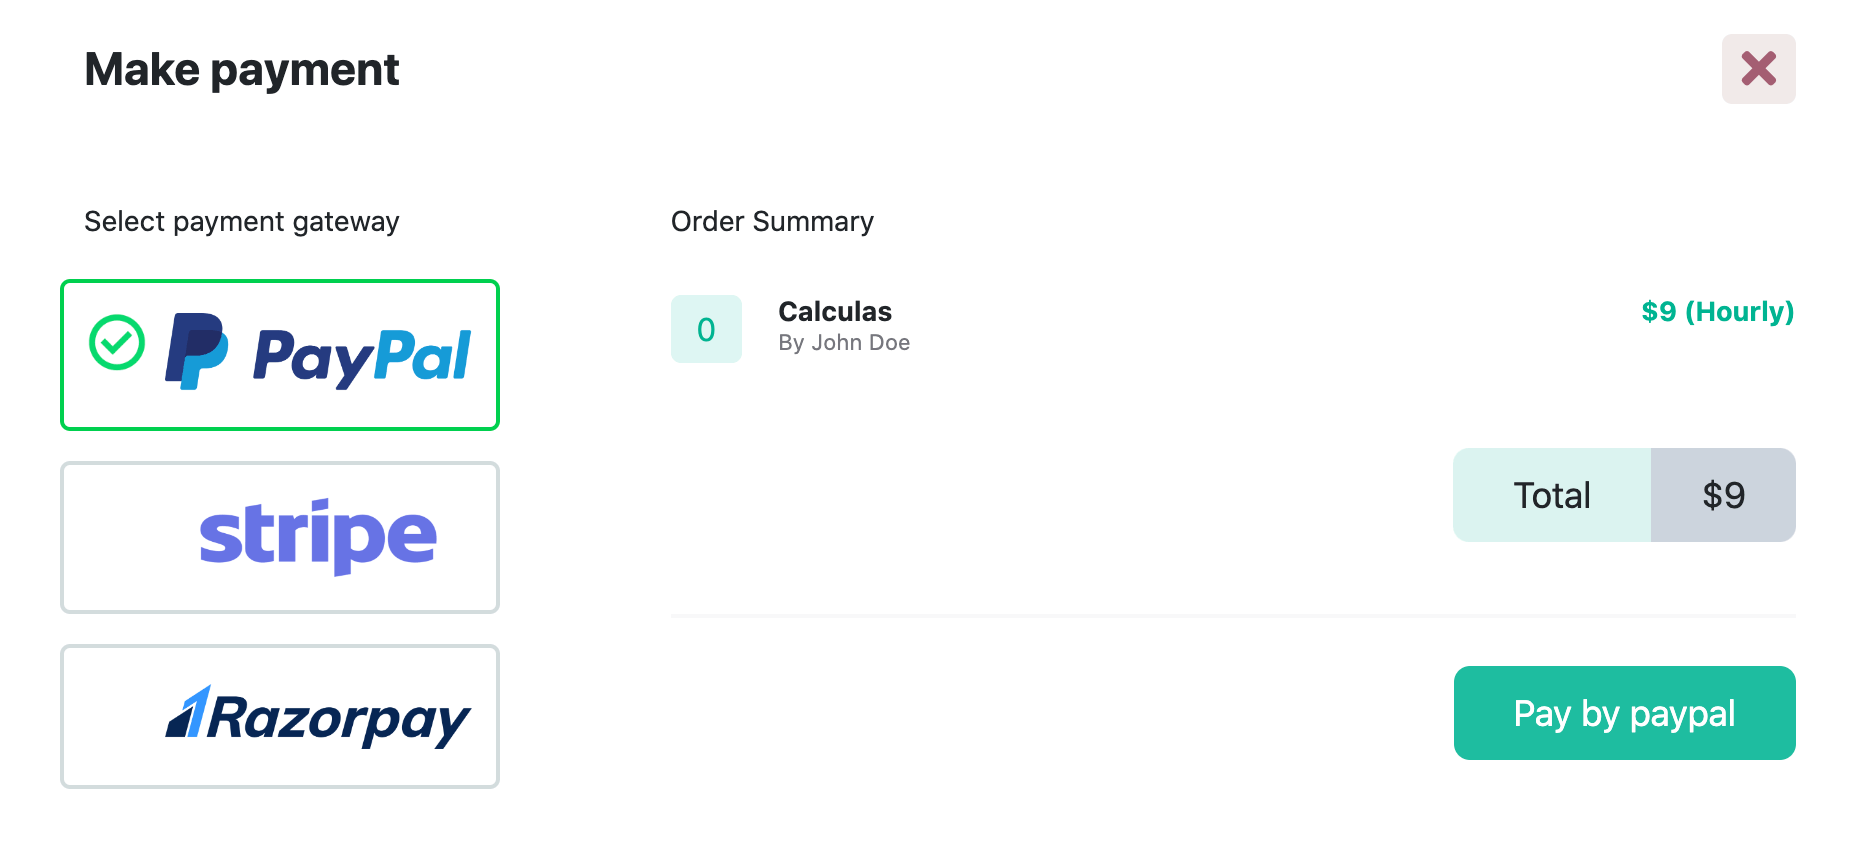 Make payment
Select payment gateway
PayPal
stripe
Razorpay
Order Summary
0
Calculas
By John Doe
$9 (Hourly)
Total
$9
Pay by paypal